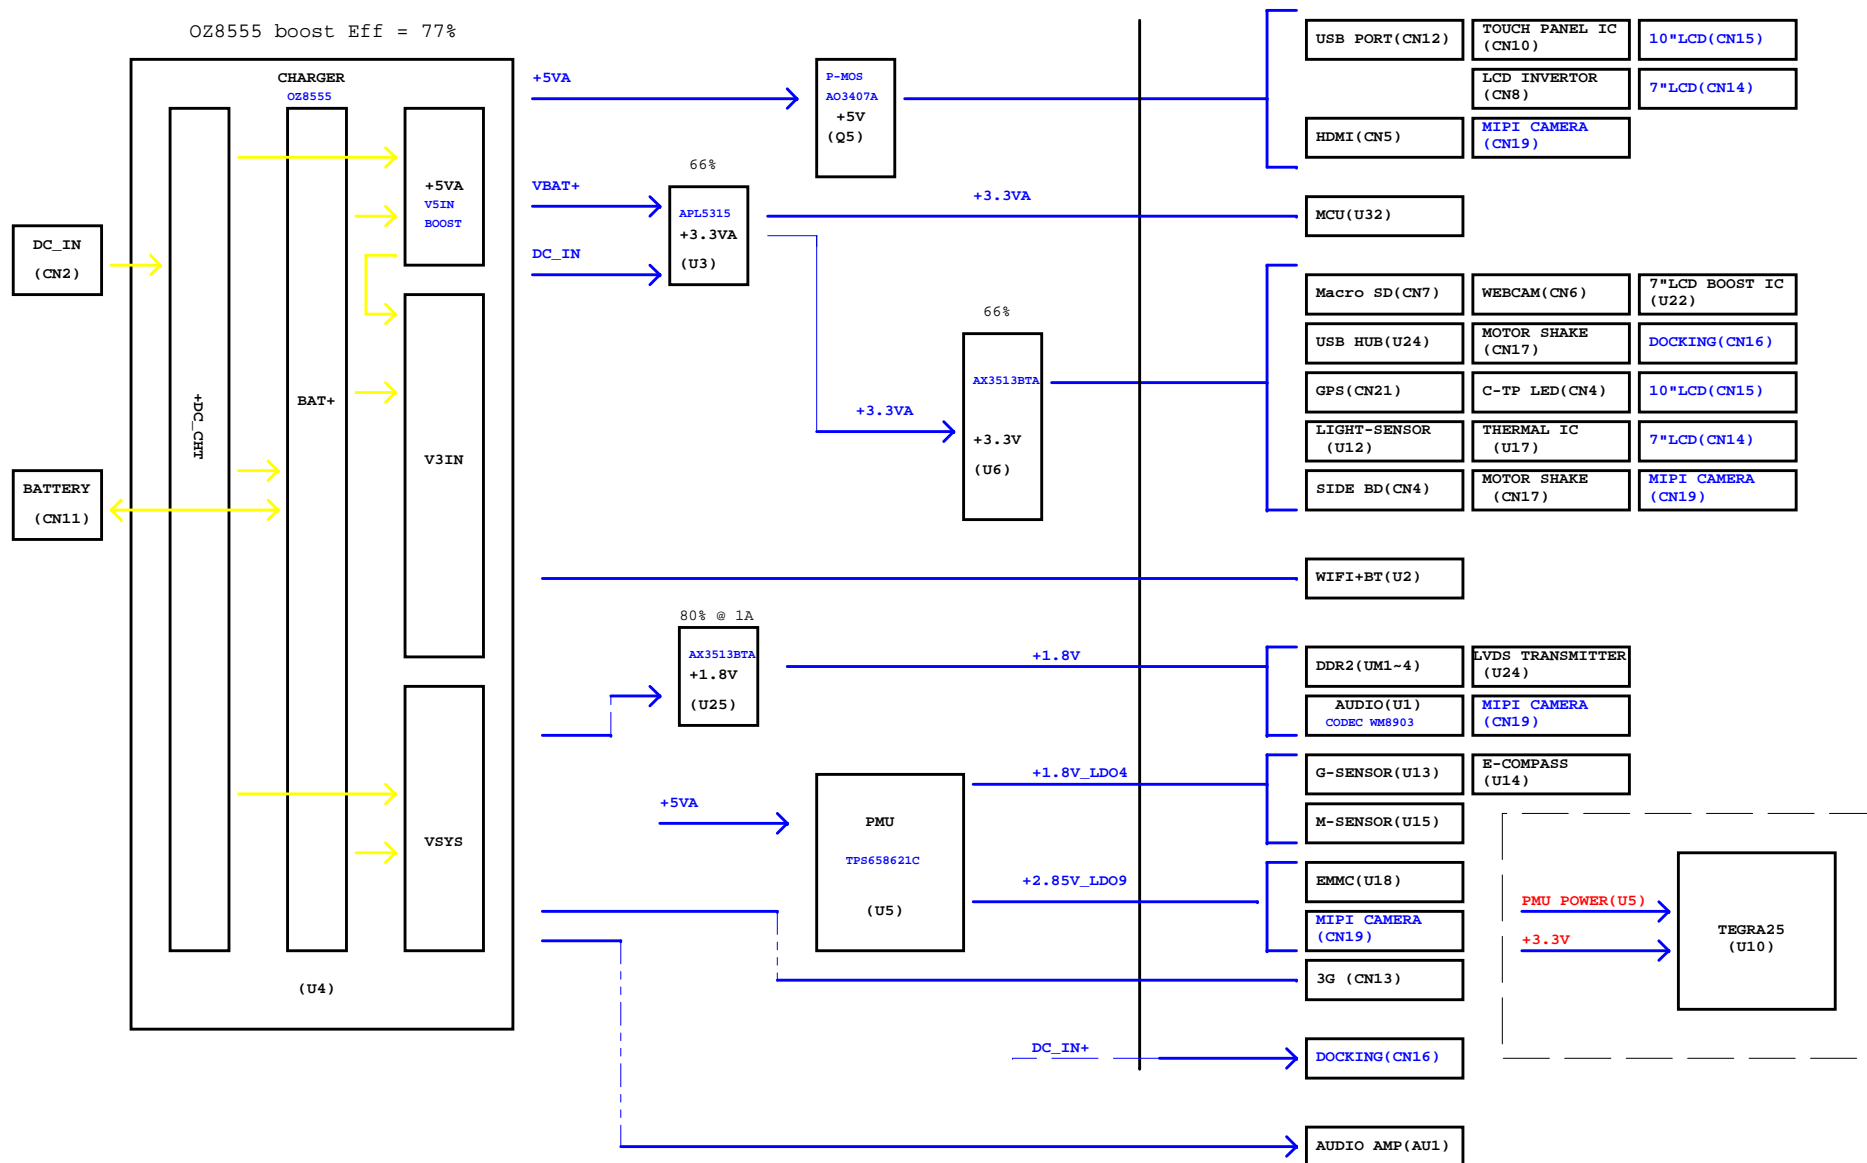 OZ8555 boost Eff = 77%
CHARGER
OZ8555
+DC_CHT
BAT+
+5VA
V5IN
BOOST
V3IN
VSYS
(U4)
DC_IN
(CN2)
BATTERY
(CN11)
+5VA
P-MOS
AO3407A
+5V
(Q5)
VBAT+
DC_IN
66%
APL5315
+3.3VA
(U3)
+3.3VA
+3.3VA
66%
AX3513BTA
+3.3V
(U6)
80% @ 1A
AX3513BTA
+1.8V
(U25)
+1.8V
+5VA
PMU
TPS658621C
(U5)
+1.8V_LDO4
+2.85V_LDO9
DC_IN+
USB PORT(CN12)
TOUCH PANEL IC
(CN10)
10"LCD(CN15)
LCD INVERTOR
(CN8)
7"LCD(CN14)
HDMI(CN5)
MIPI CAMERA
(CN19)
MCU(U32)
Macro SD(CN7)
WEBCAM(CN6)
7"LCD BOOST IC
(U22)
USB HUB(U24)
MOTOR SHAKE
(CN17)
DOCKING(CN16)
GPS(CN21)
C-TP LED(CN4)
10"LCD(CN15)
LIGHT-SENSOR
(U12)
THERMAL IC
(U17)
7"LCD(CN14)
SIDE BD(CN4)
MOTOR SHAKE
(CN17)
MIPI CAMERA
(CN19)
WIFI+BT(U2)
DDR2(UM1~4)
LVDS TRANSMITTER
(U24)
AUDIO(U1)
CODEC WM8903
MIPI CAMERA
(CN19)
G-SENSOR(U13)
E-COMPASS
(U14)
M-SENSOR(U15)
EMMC(U18)
MIPI CAMERA
(CN19)
3G (CN13)
DOCKING(CN16)
AUDIO AMP(AU1)
PMU POWER(U5)
+3.3V
TEGRA25
(U10)